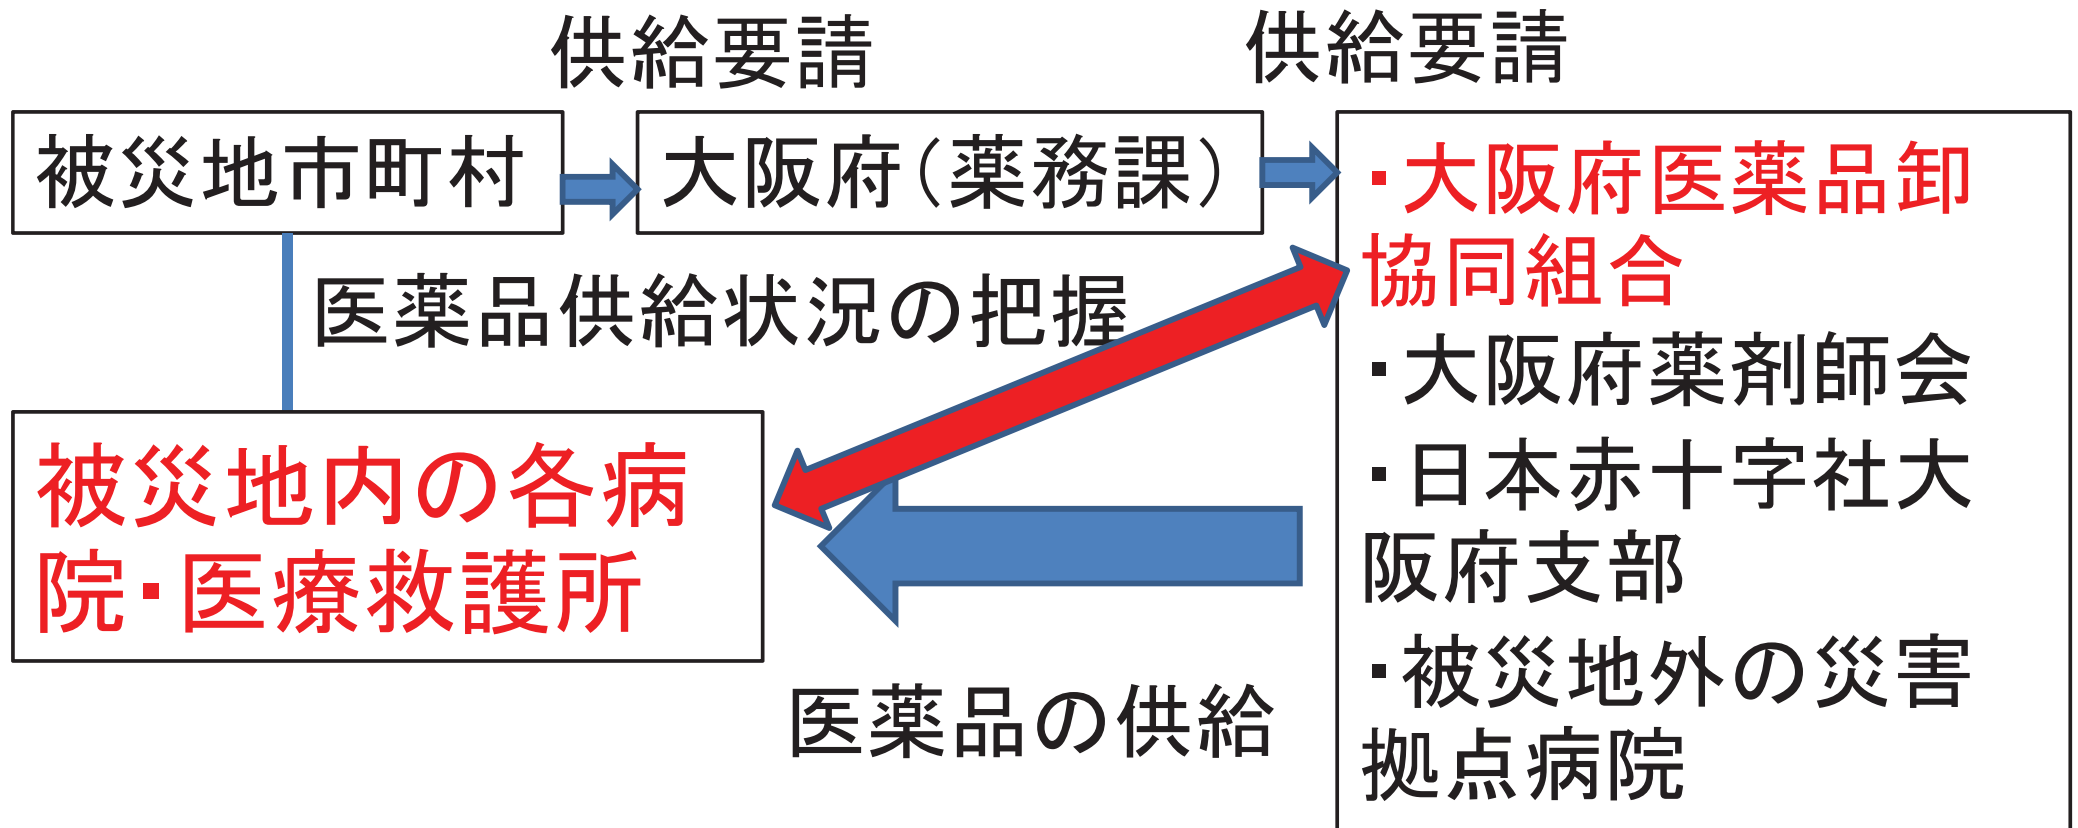 供給要請
供給要請
被災地市町村
大阪府(薬務課)
・大阪府医薬品卸
協同組合
・大阪府薬剤師会
・日本赤十字社大
阪府支部
・被災地外の災害
拠点病院
医薬品供給状況の把握
被災地内の各病
院・医療救護所
医薬品の供給